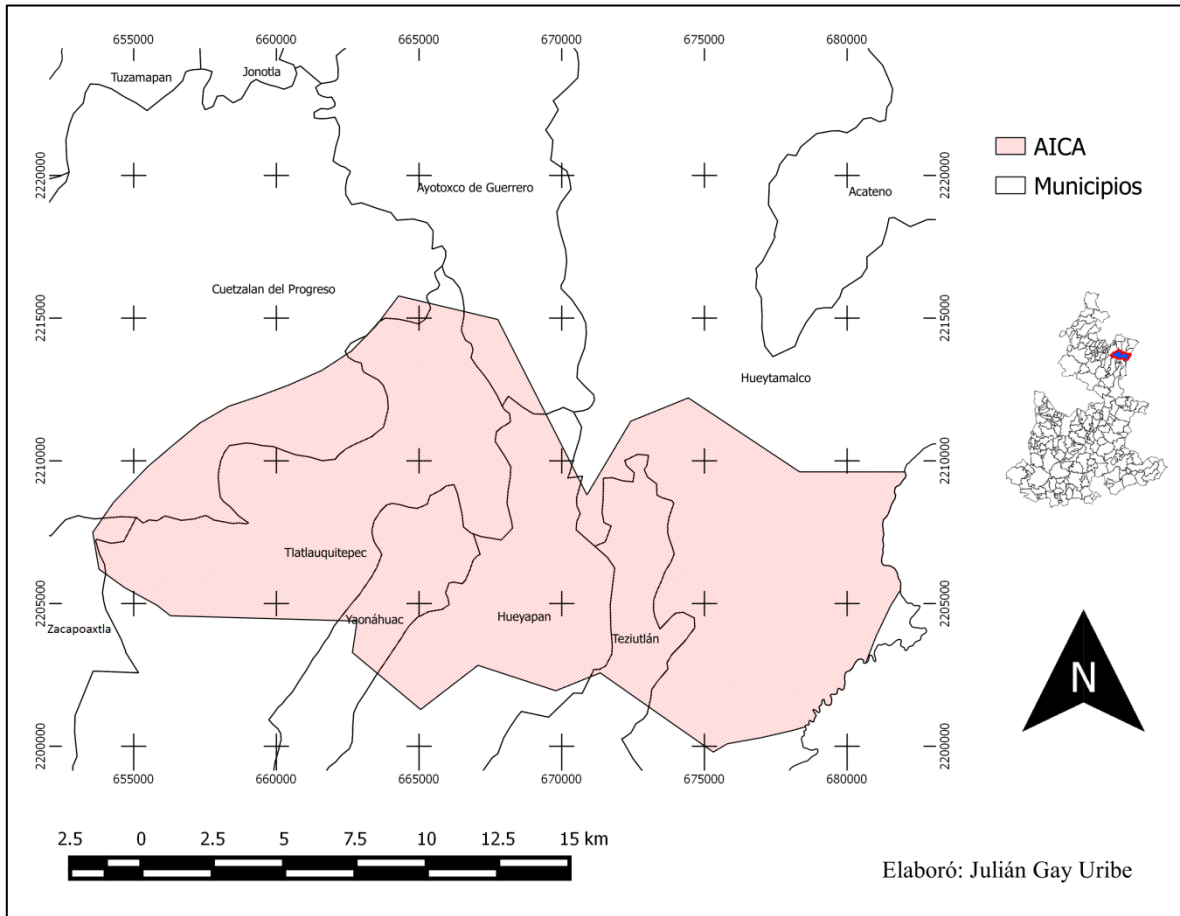 655000 660000 665000 670000 675000 680000
Tuzamapan
Jonotla
2220000
Ayotoxco de Guerrero
Acateno
2220000
AICA
Municipios
Cuetzalan del Progreso
2215000
2215000
Hueytamalco
2210000
2210000
Tlatlauquitepec
2205000
Zacapoaxtla
Yaonáhuac
Hueyapan
Teziutlán
2205000
N
2200000
2200000
655000 660000 665000 670000 675000 680000
2.5 0 2.5 5 7.5 10 12.5 15 km
Elaboró: Julián Gay Uribe